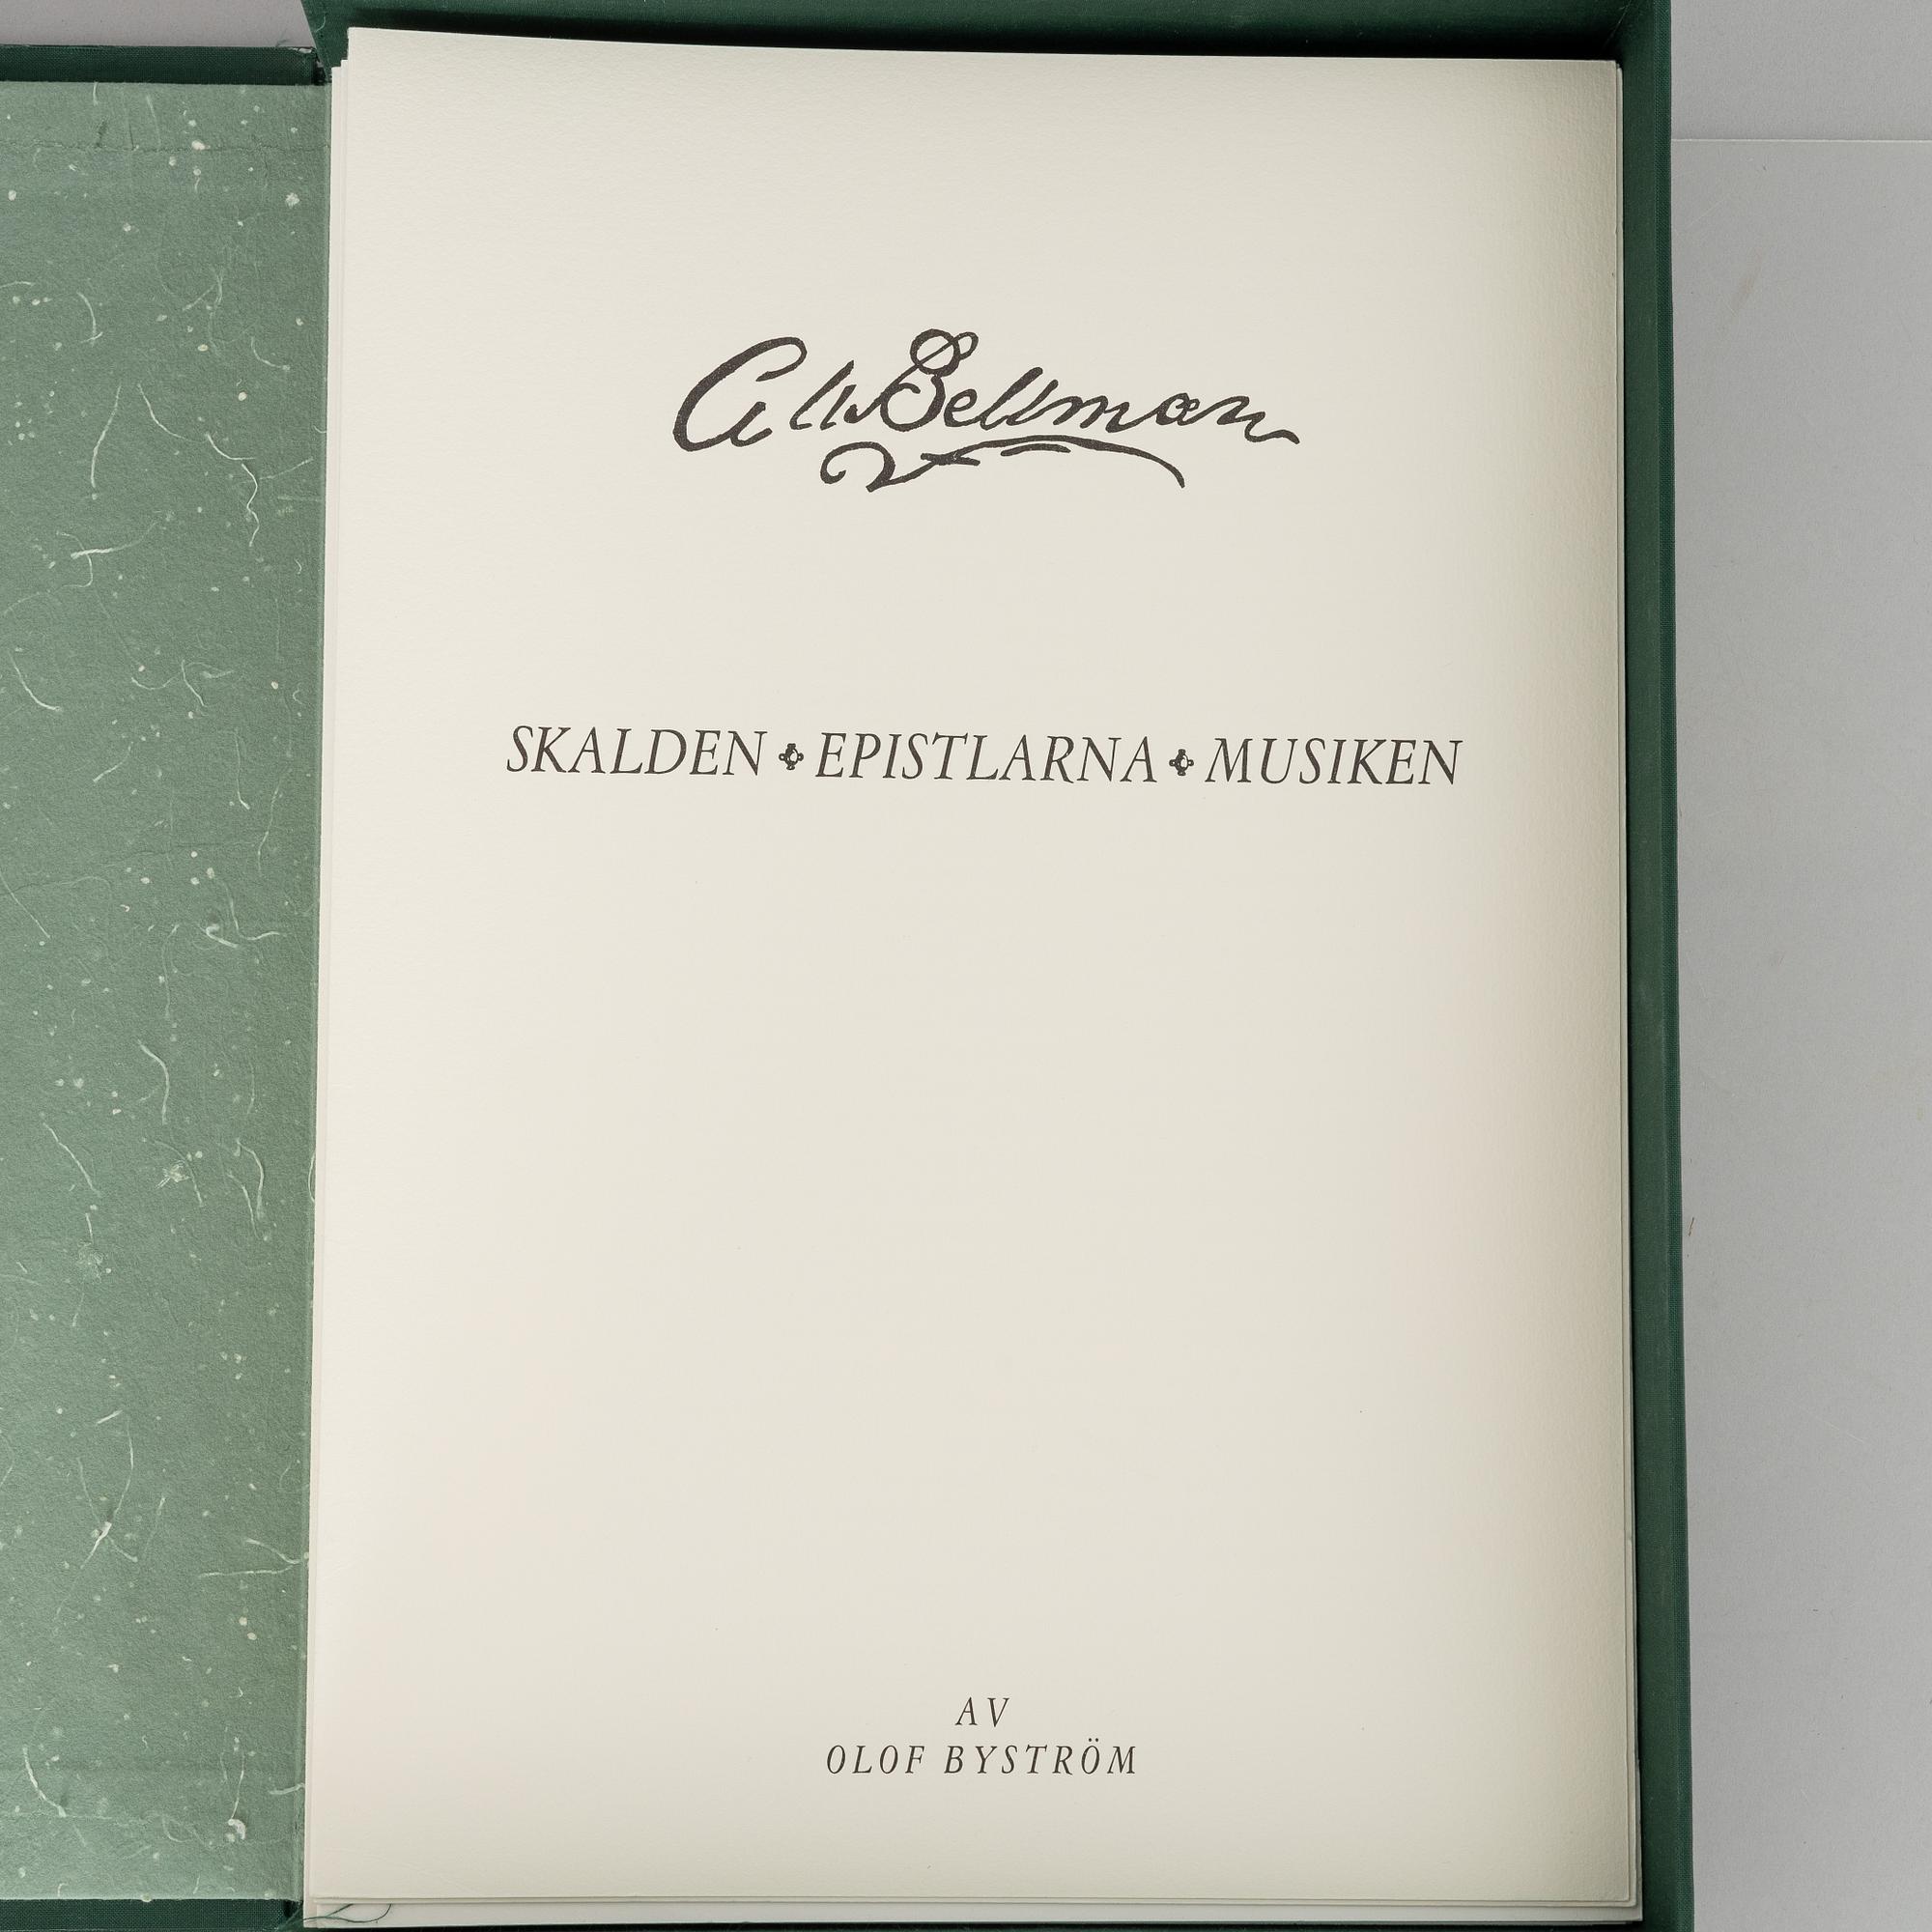 C M Bellman
SKALDEN EPISTLARNA MUSIKEN
AV
OLOF BYSTRÖM